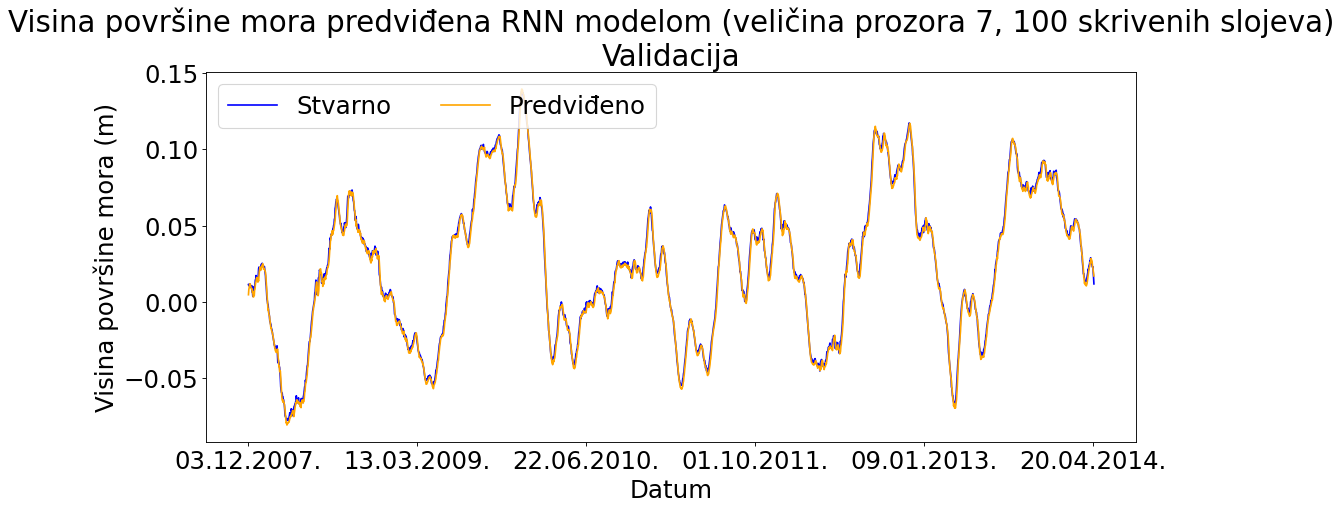 Visina površine mora predviđena RNN modelom (veličina prozora 7, 100 skrivenih slojeva)
Validacija
Stvarno
Predviđeno
Visina površine mora (m)
0.15
0.10
0.05
0.00
−0.05
03.12.2007. 13.03.2009. 22.06.2010. 01.10.2011. 09.01.2013. 20.04.2014.
Datum